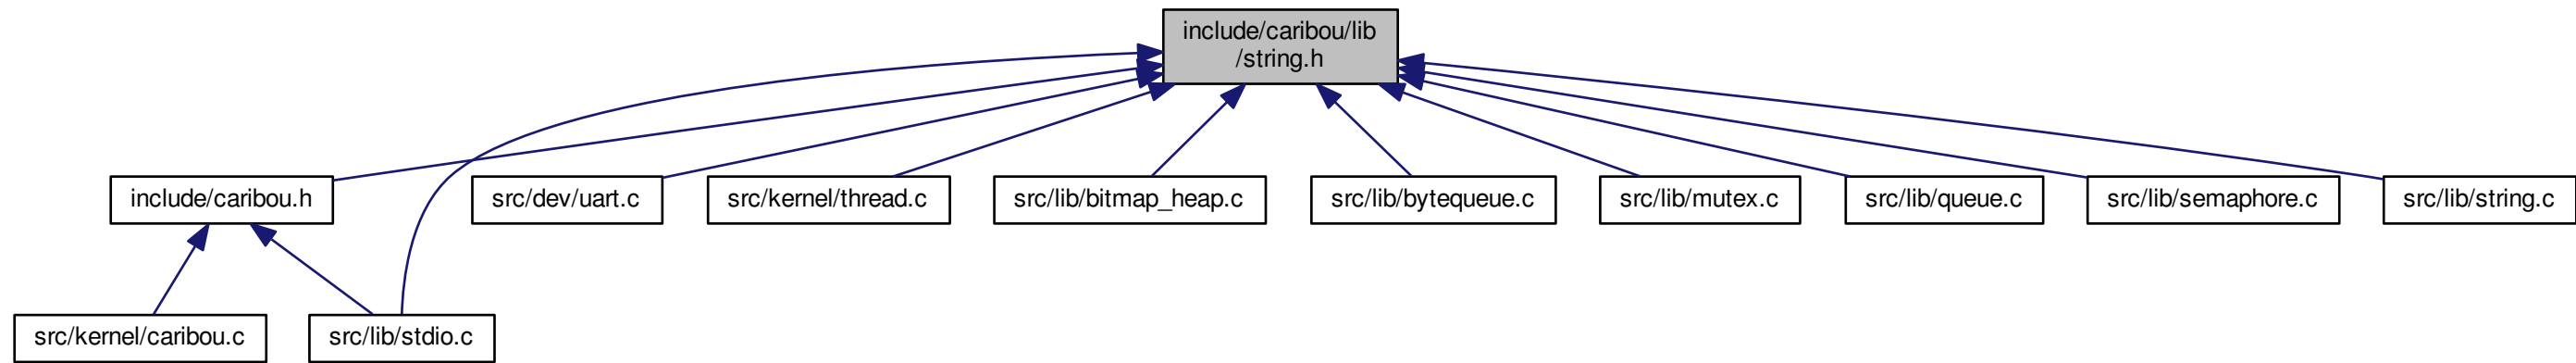 include/caribou/lib
/string.h
include/caribou.h
src/dev/uart.c
src/kernel/thread.c
src/lib/bitmap_heap.c
src/lib/bytequeue.c
src/lib/mutex.c
src/lib/queue.c
src/lib/semaphore.c
src/lib/string.c
src/kernel/caribou.c
src/lib/stdio.c